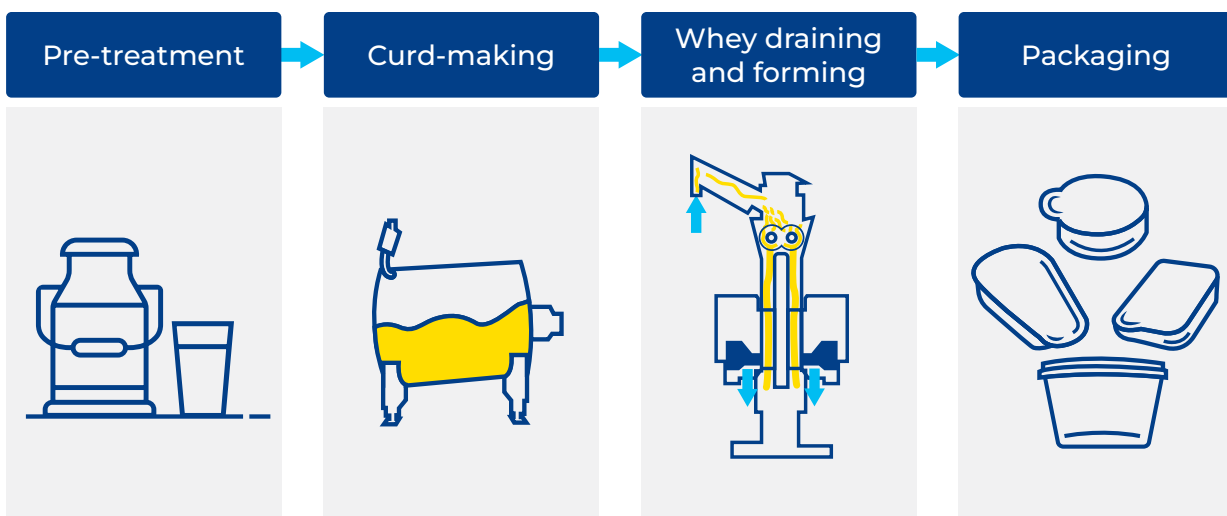 Pre-treatment
Curd-making
Whey draining
and forming
Packaging